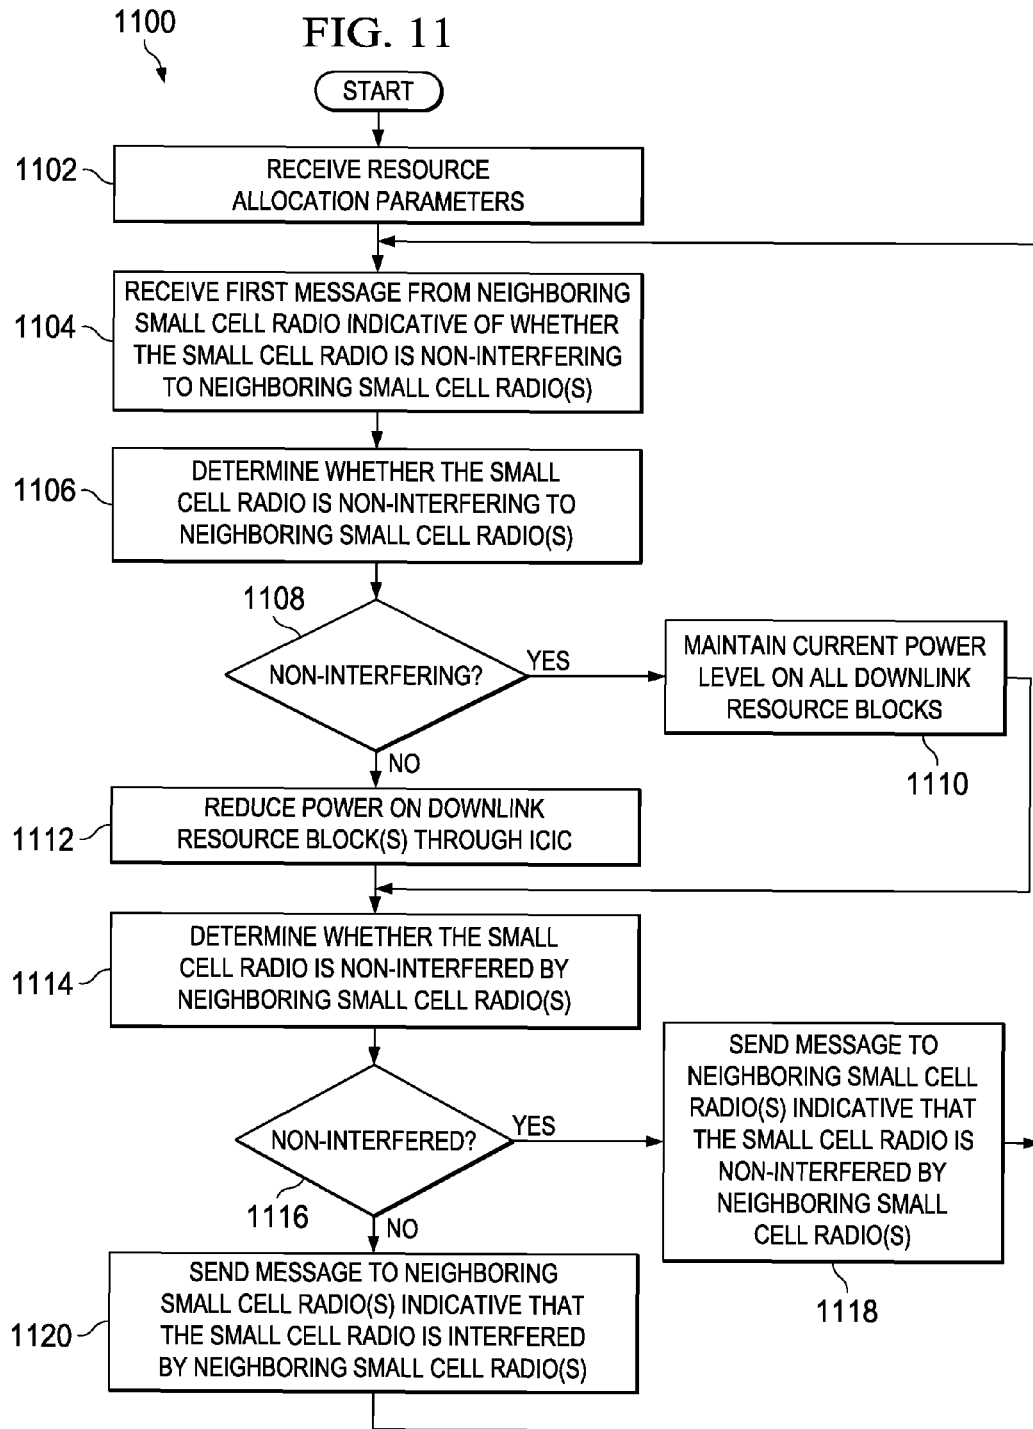 1100
FIG. 11
START
1102
RECEIVE RESOURCE
ALLOCATION PARAMETERS
1104
RECEIVE FIRST MESSAGE FROM NEIGHBORING
SMALL CELL RADIO INDICATIVE OF WHETHER
THE SMALL CELL RADIO IS NON-INTERFERING
TO NEIGHBORING SMALL CELL RADIO(S)
1106
DETERMINE WHETHER THE SMALL
CELL RADIO IS NON-INTERFERING TO
NEIGHBORING SMALL CELL RADIO(S)
1108
NON-INTERFERING?
YES
MAINTAIN CURRENT POWER
LEVEL ON ALL DOWNLINK
RESOURCE BLOCKS
1110
NO
1112
REDUCE POWER ON DOWNLINK
RESOURCE BLOCK(S) THROUGH ICIC
1114
DETERMINE WHETHER THE SMALL
CELL RADIO IS NON-INTERFERED BY
NEIGHBORING SMALL CELL RADIO(S)
NON-INTERFERED?
1116
YES
SEND MESSAGE TO
NEIGHBORING SMALL CELL
RADIO(S) INDICATIVE THAT
THE SMALL CELL RADIO IS
NON-INTERFERED BY
NEIGHBORING SMALL
CELL RADIO(S)
1118
NO
1120
SEND MESSAGE TO NEIGHBORING
SMALL CELL RADIO(S) INDICATIVE THAT
THE SMALL CELL RADIO IS INTERFERED
BY NEIGHBORING SMALL CELL RADIO(S)